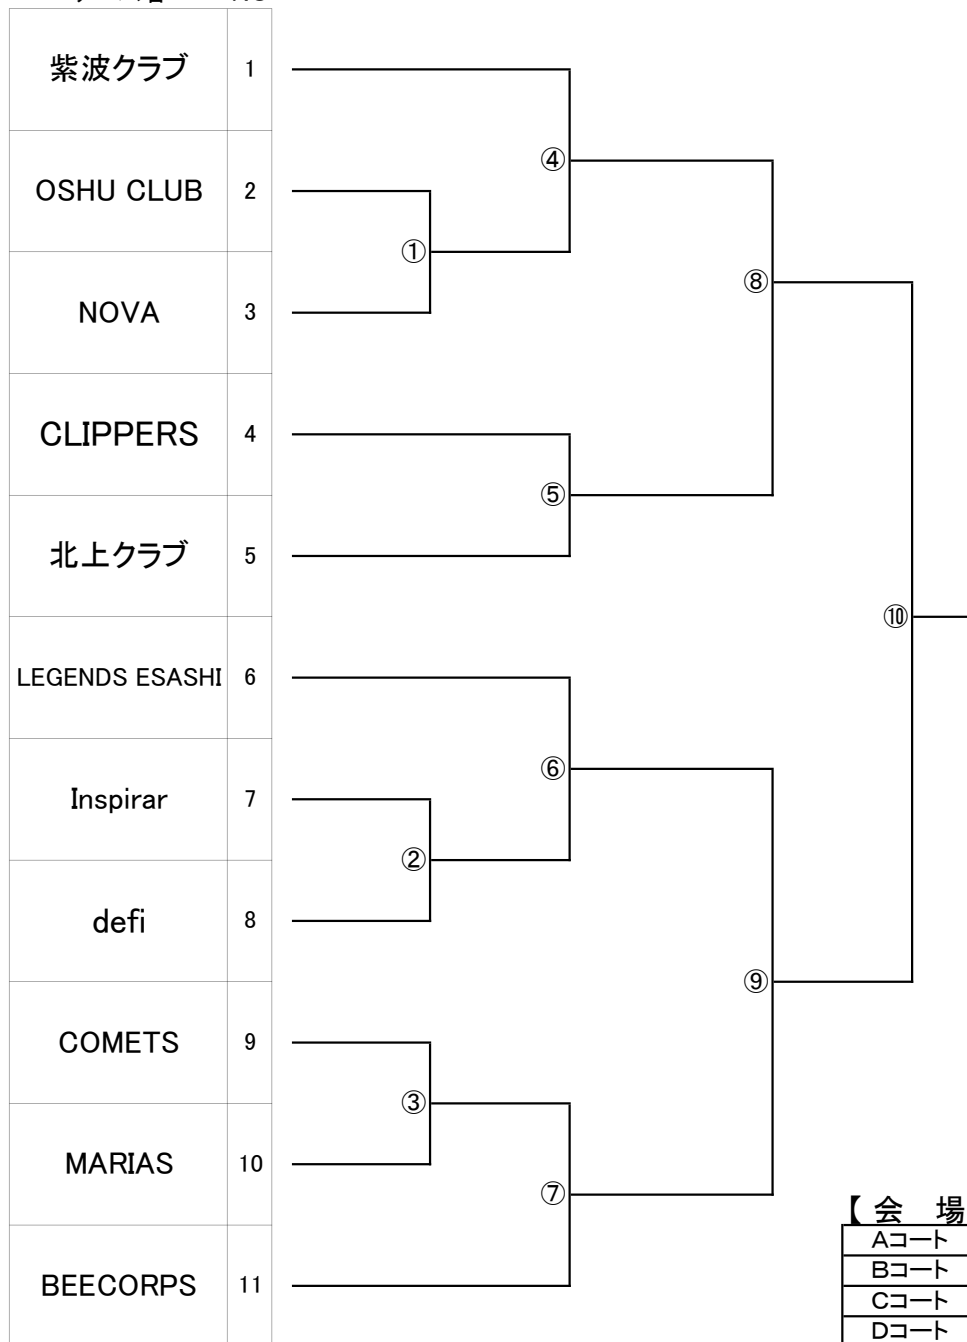 紫波クラブ 1
④
OSHU CLUB 2
①
⑧
NOVA 3
CLIPPERS 4
⑤
北上クラブ 5
⑩
LEGENDS ESASHI 6
⑥
Inspirar 7
②
defi 8
⑨
COMETS 9
③
MARIAS 10
⑦
【 会 場
Aコート
Bコート
BEECORPS 11
Cコート
Dコート